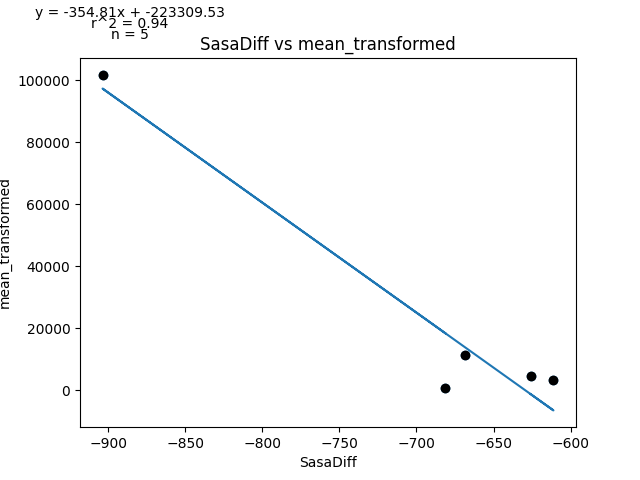 y = -354.81x + -223309.53
r^2 = 0.94
n = 5
SasaDiff vs mean_transformed
100000
80000
60000
40000
20000
0
mean_transformed
−900 −850 −800 −750 −700 −650 −600
SasaDiff